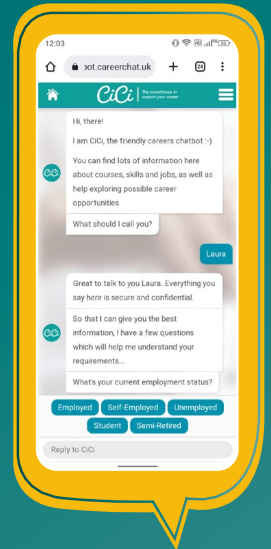 12:03
ot.careerchat.uk
24
CiCi
The powerhouse to
support your career
Hi, there!
I am CiCi, the friendly careers chatbot :-)
You can find lots of information here
about courses, skills and jobs, as well as
help exploring possible career
opportunities
CiCi
What should I call you?
Laura
Great to talk to you Laura. Everything you
say here is secure and confidential.
So that I can give you the best
information, I have a few questions
which will help me understand your
requirements...
CiCi
What's your current employment status?
Employed Self-Employed Unemployed
Student Semi-Retired
Reply to CiCi